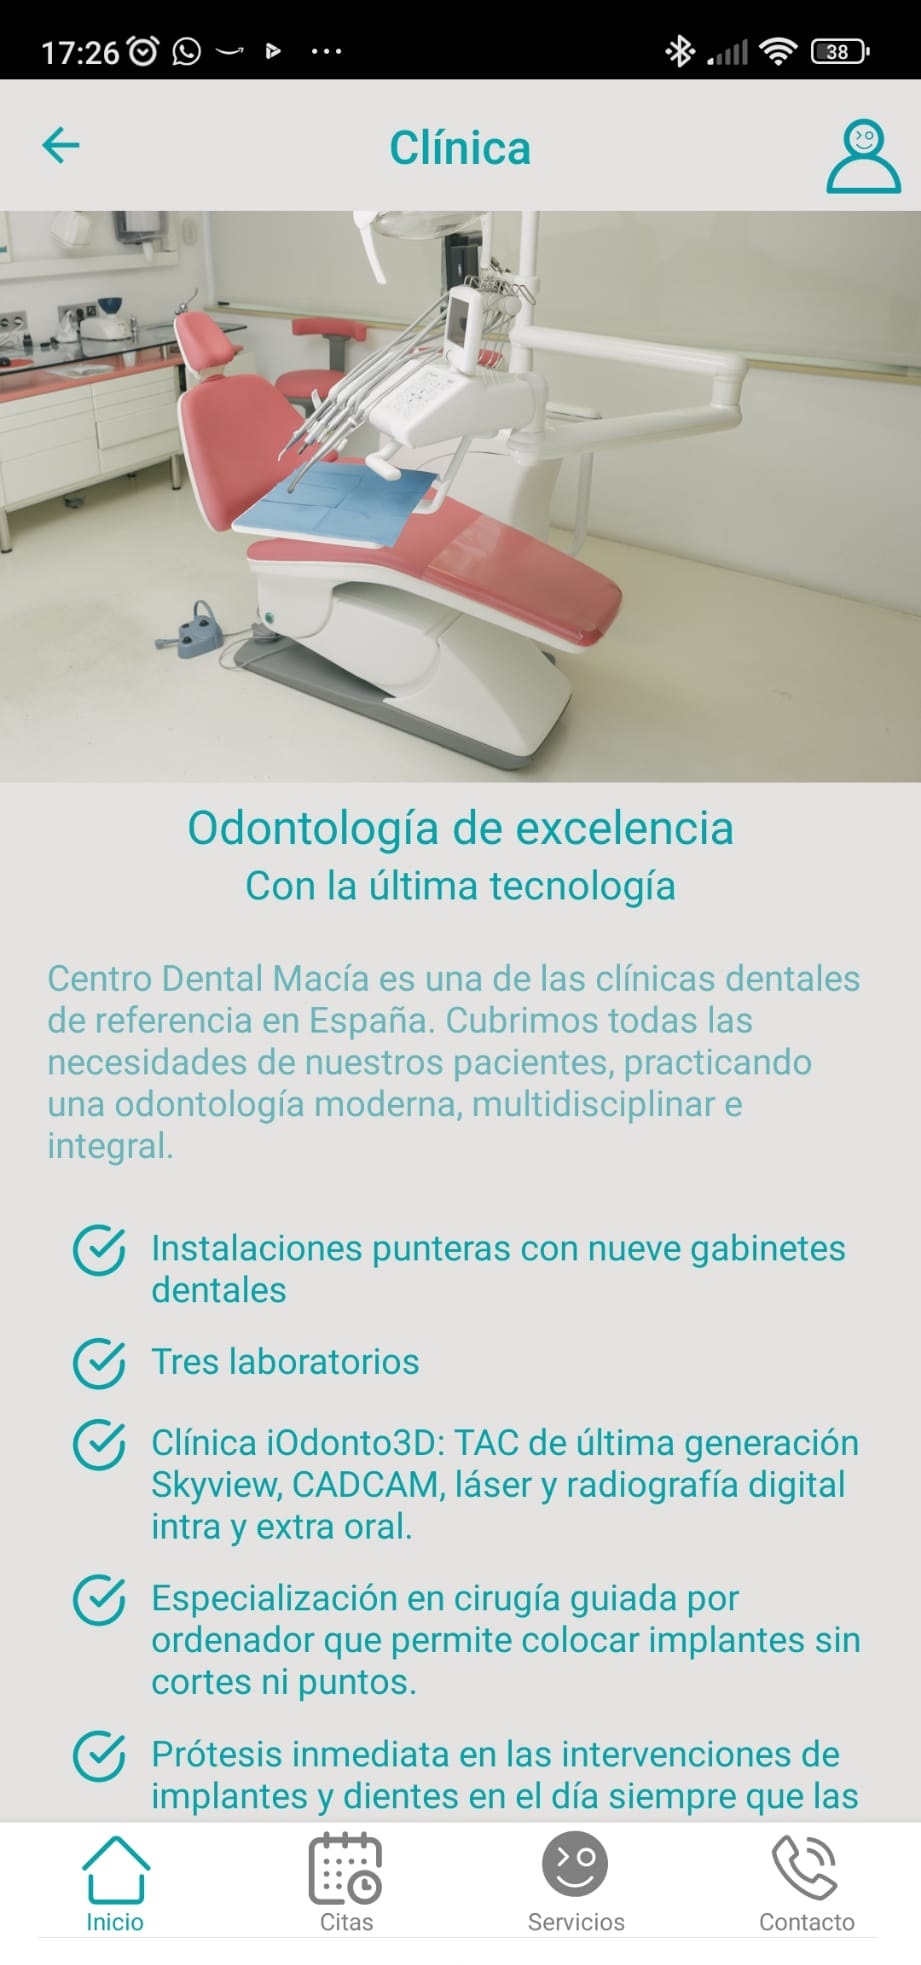 17:26
38
Clínica
Odontología de excelencia
Con la última tecnología
Centro Dental Macía es una de las clínicas dentales
de referencia en España. Cubrimos todas las
necesidades de nuestros pacientes, practicando
una odontología moderna, multidisciplinar e
integral.
Instalaciones punteras con nueve gabinetes
dentales
Tres laboratorios
Clínica iOdonto3D: TAC de última generación
Skyview, CADCAM, láser y radiografía digital
intra y extra oral.
Especialización en cirugía guiada por
ordenador que permite colocar implantes sin
cortes ni puntos.
Prótesis inmediata en las intervenciones de
implantes y dientes en el día siempre que las
Inicio
Citas
Servicios
Contacto